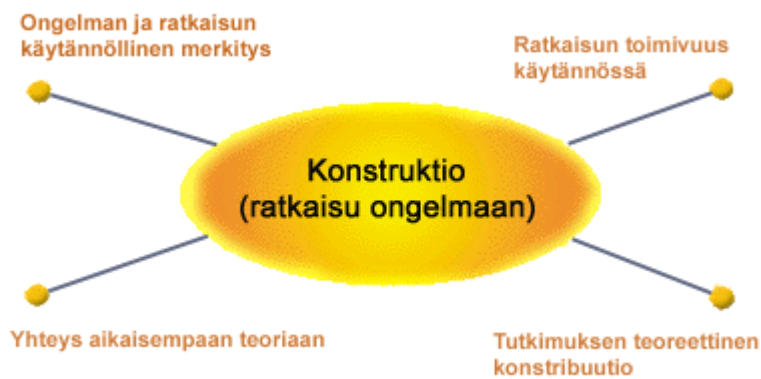 Ongelman ja ratkaisun
käytännöllinen merkitys
Ratkaisun toimivuus
käytännössä
Konstruktio
(ratkaisu ongelmaan)
Yhteys aikaisempaan teoriaan
Tutkimuksen teoreettinen
konstribuutio